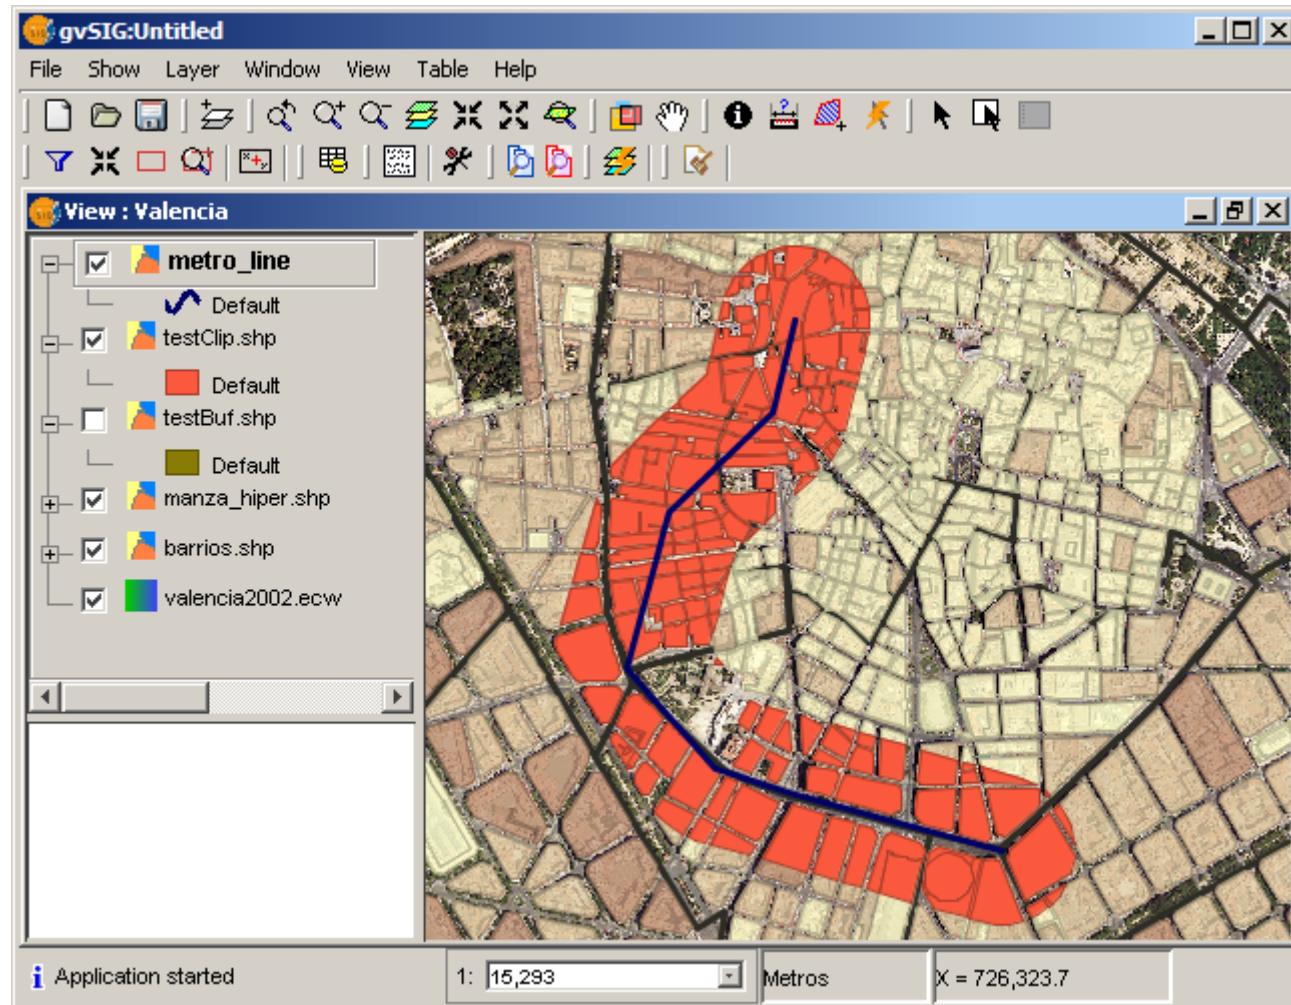 gvSIG:Untitled
File Show Layer Window View Table Help
View : Valencia
metro_line
Default
testClip.shp
Default
testBuf.shp
Default
manza_hiper.shp
barrios.shp
valencia2002.ecw
Application started 1: 15,293 Metros X = 726,323.7